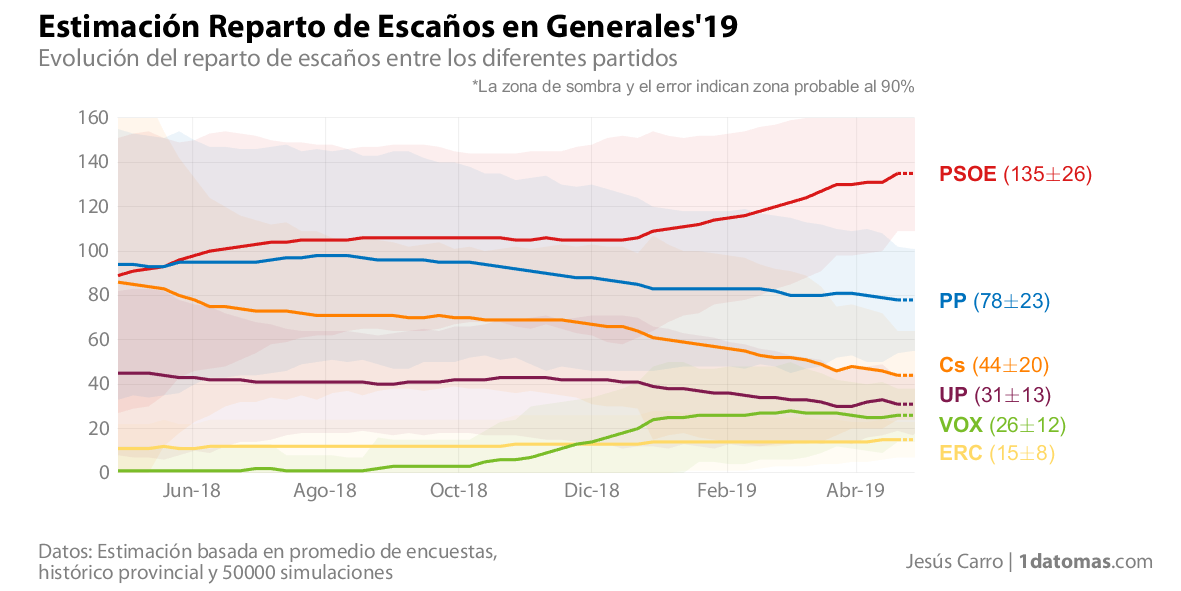 Estimación Reparto de Escaños en Generales'19
Evolución del reparto de escaños entre los diferentes partidos
*La zona de sombra y el error indican zona probable al 90%
160
140
120
100
80
60
40
20
0
PSOE (135±26)
PP (78±23)
Cs (44±20)
UP (31±13)
VOX (26±12)
ERC (15±8)
Jun-18 Ago-18 Oct-18 Dic-18 Feb-19 Abr-19
Datos: Estimación basada en promedio de encuestas,
histórico provincial y 50000 simulaciones
Jesús Carro | 1datomas.com